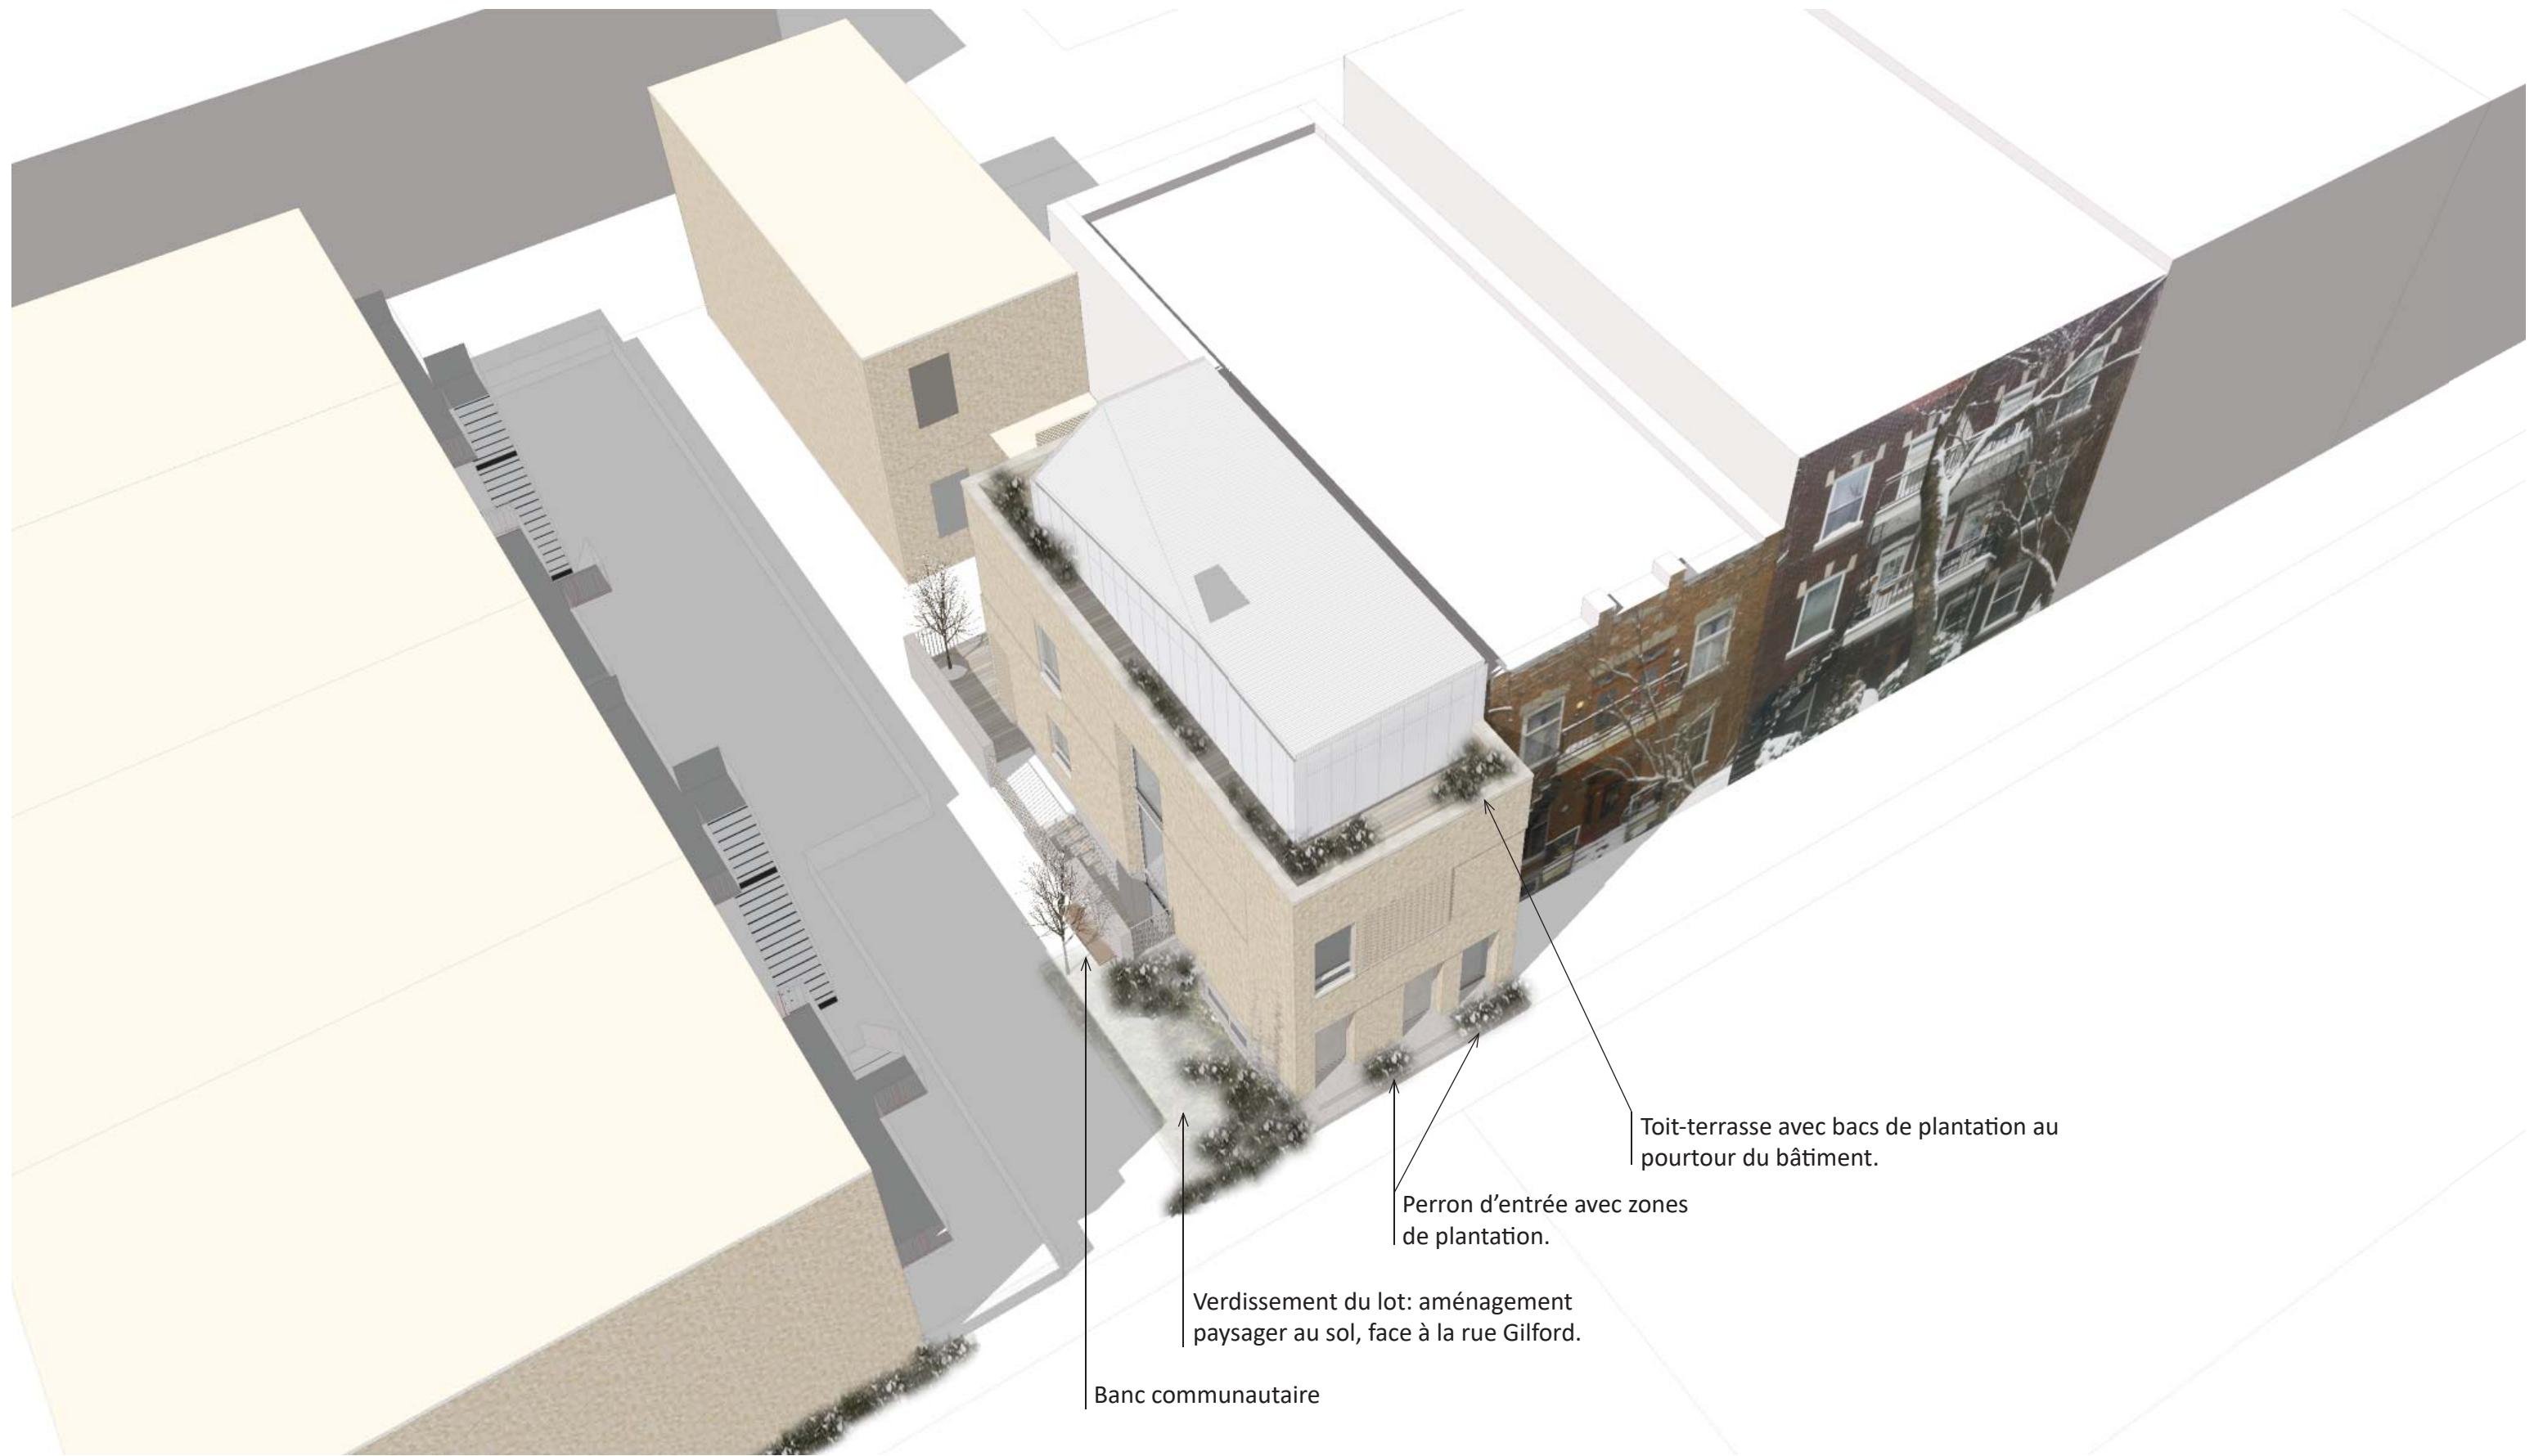 Toit-terrasse avec bacs de plantation au
pourtour du bâtiment.
Perron d’entrée avec zones
de plantation.
Verdissement du lot: aménagement
paysager au sol, face à la rue Gilford.
Banc communautaire